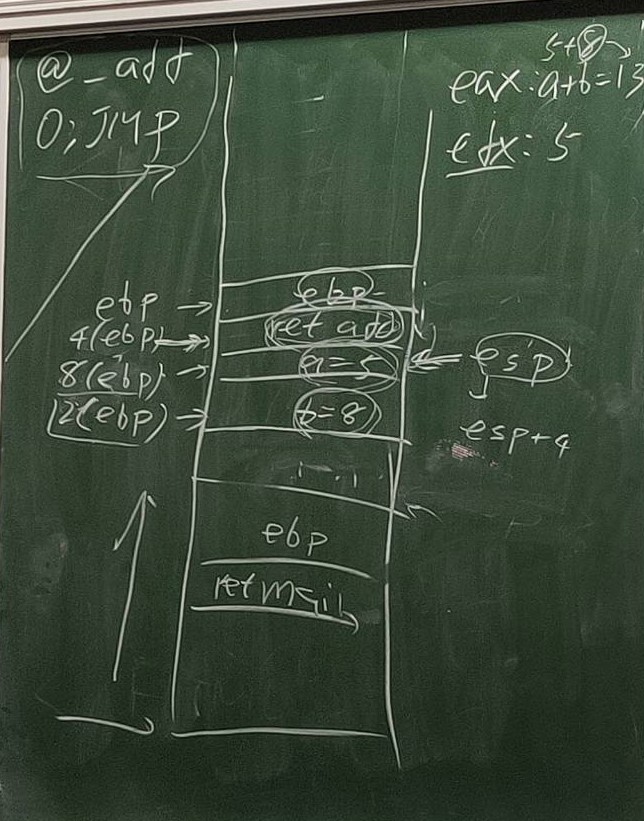 @_add
0;JMP
5+8
eax:a+b=13
edx:5
ebp
ebp
ret add
4(ebp)
a=5
8(ebp)
esp
b=8
12(ebp)
esp+4
ebp
ret main